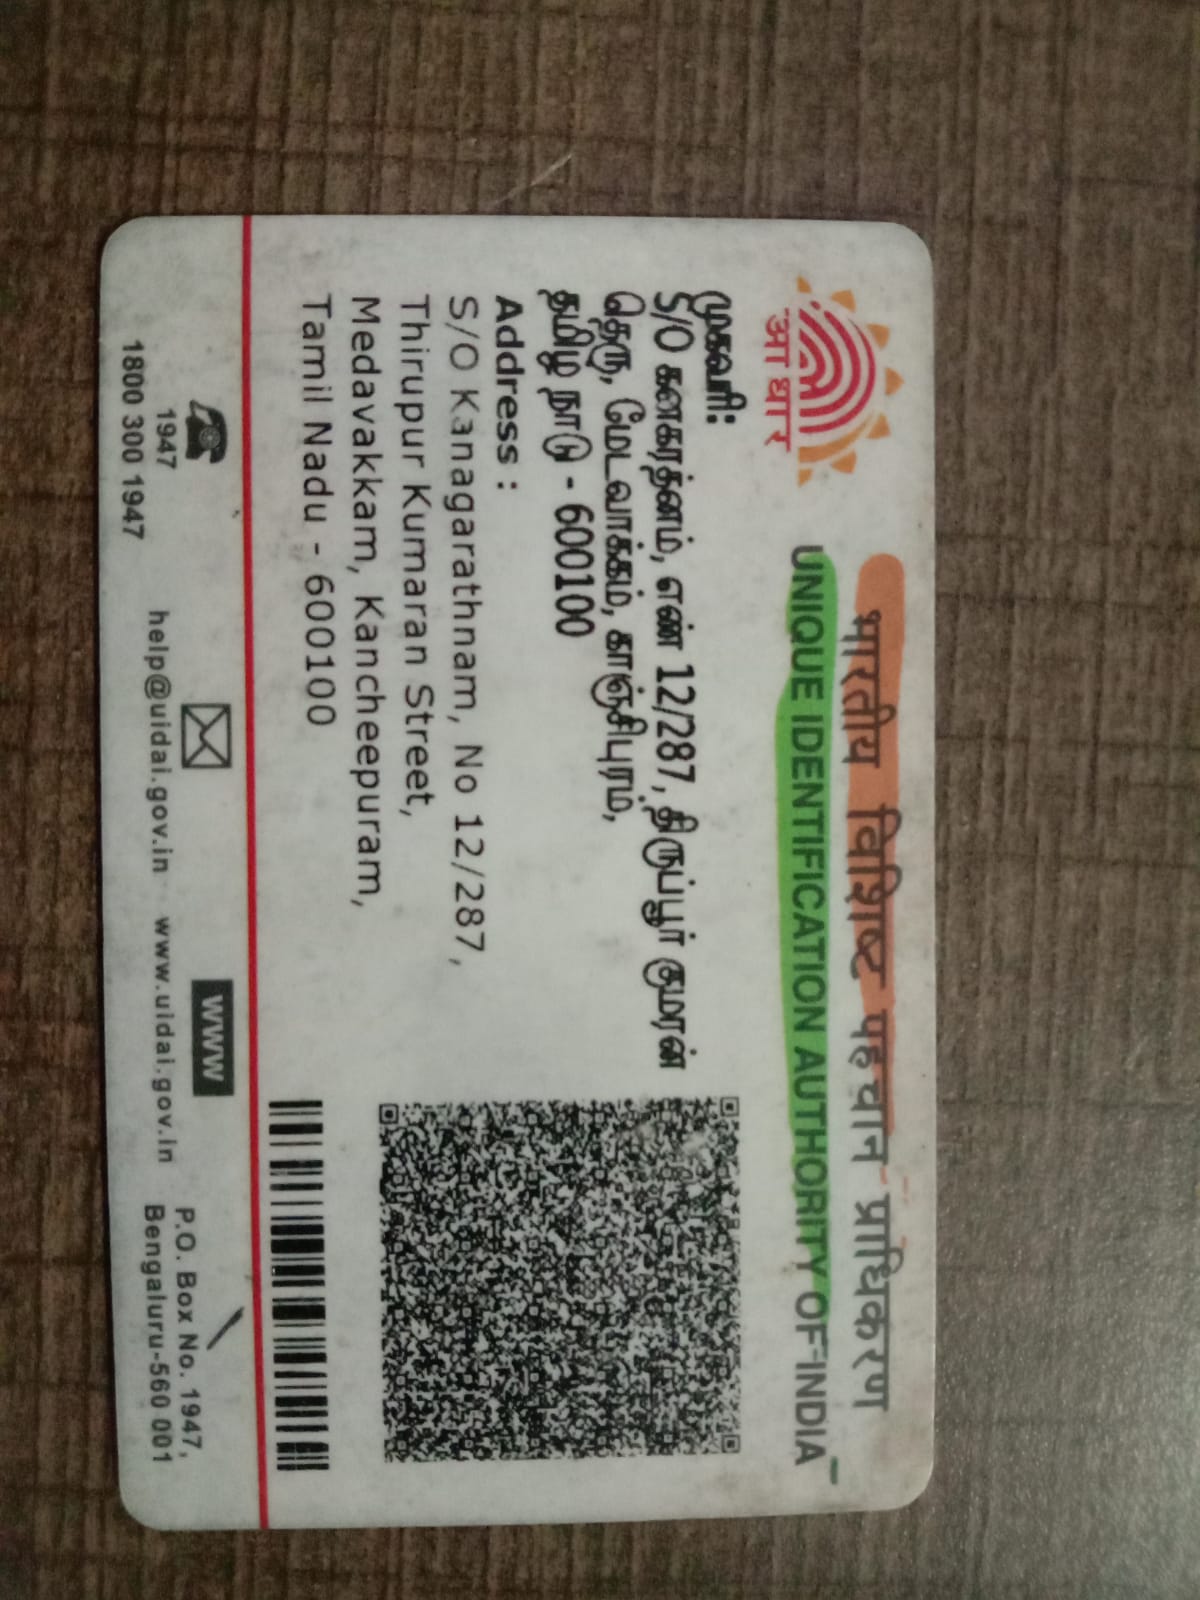 भारतीय विशिष्ट पहचान प्राधिकरण
UNIQUE IDENTIFICATION AUTHORITY OF INDIA
आधार
முகவரி:
S/O கனகரத்னம், எண் 12/287, திருப்பூர் குமரன்
தெரு, மேடவாக்கம், காஞ்சிபுரம்,
தமிழ் நாடு - 600100
Address :
S/O Kanagarathnam, No 12/287,
Thirupur Kumaran Street,
Medavakkam, Kancheepuram,
Tamil Nadu - 600100
1947
1800 300 1947
help@uidai.gov.in
www
www.uidai.gov.in
P.O. Box No. 1947,
Bengaluru-560 001